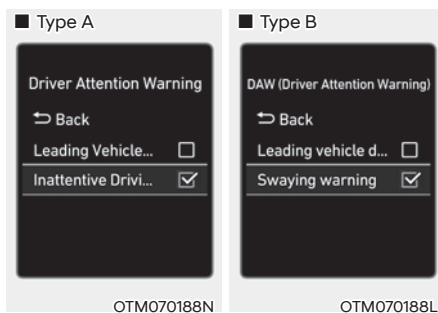 ■ Type A
Driver Attention Warning
Back
Leading Vehicle...
Inattentive Drivi...
OTM070188N
■ Type B
DAW (Driver Attention Warning)
Back
Leading vehicle d...
Swaying warning
OTM070188L